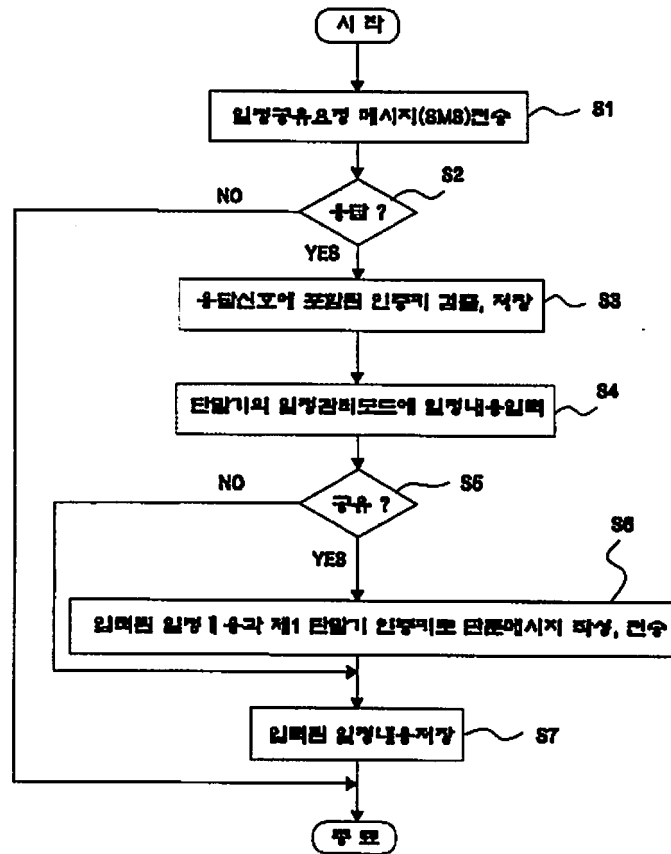 시 작
일정공유요청 메시지(SMS)전송
S1
S2
NO
응답 ?
YES
응답신호에 포함된 인증키 검출, 저장
S3
단말기의 일정관리모드에 일정내용입력
S4
NO
공유 ?
S5
YES
S6
입력된 일정내용과 제1 단말기 인증키로 단문메시지 작성, 전송
입력된 일정내용저장
S7
종 료